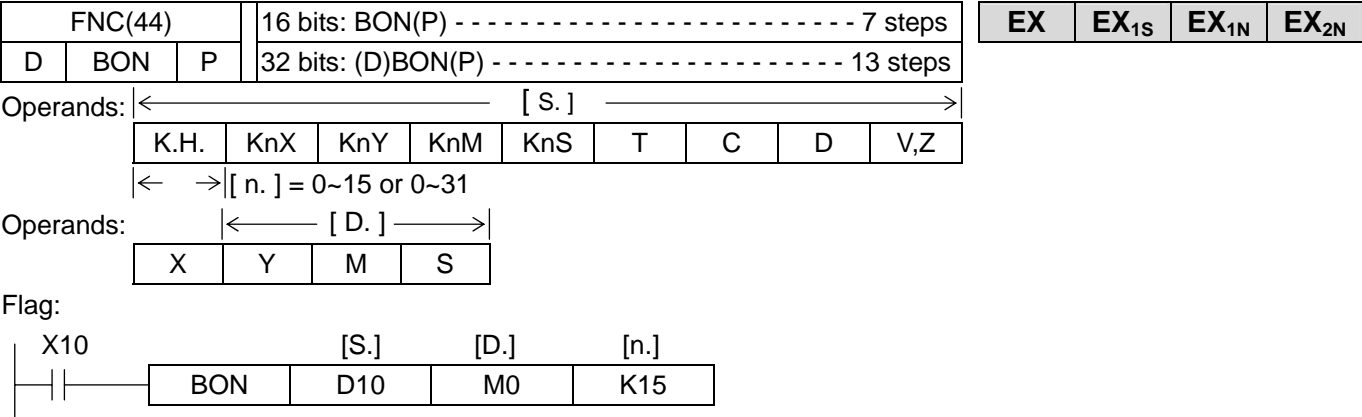 FNC(44) 16 bits: BON(P) - - - - - - - - - - - - - - - - - - - - - - - - - 7 steps EX EX1S EX1N EX2N
D BON P 32 bits: (D)BON(P) - - - - - - - - - - - - - - - - - - - - - - 13 steps
Operands: [ S. ]
K.H. KnX KnY KnM KnS T C D V,Z
[ n. ] = 0~15 or 0~31
Operands: [ D. ]
X Y M S
Flag:
X10 [S.] [D.] [n.]
BON D10 M0 K15